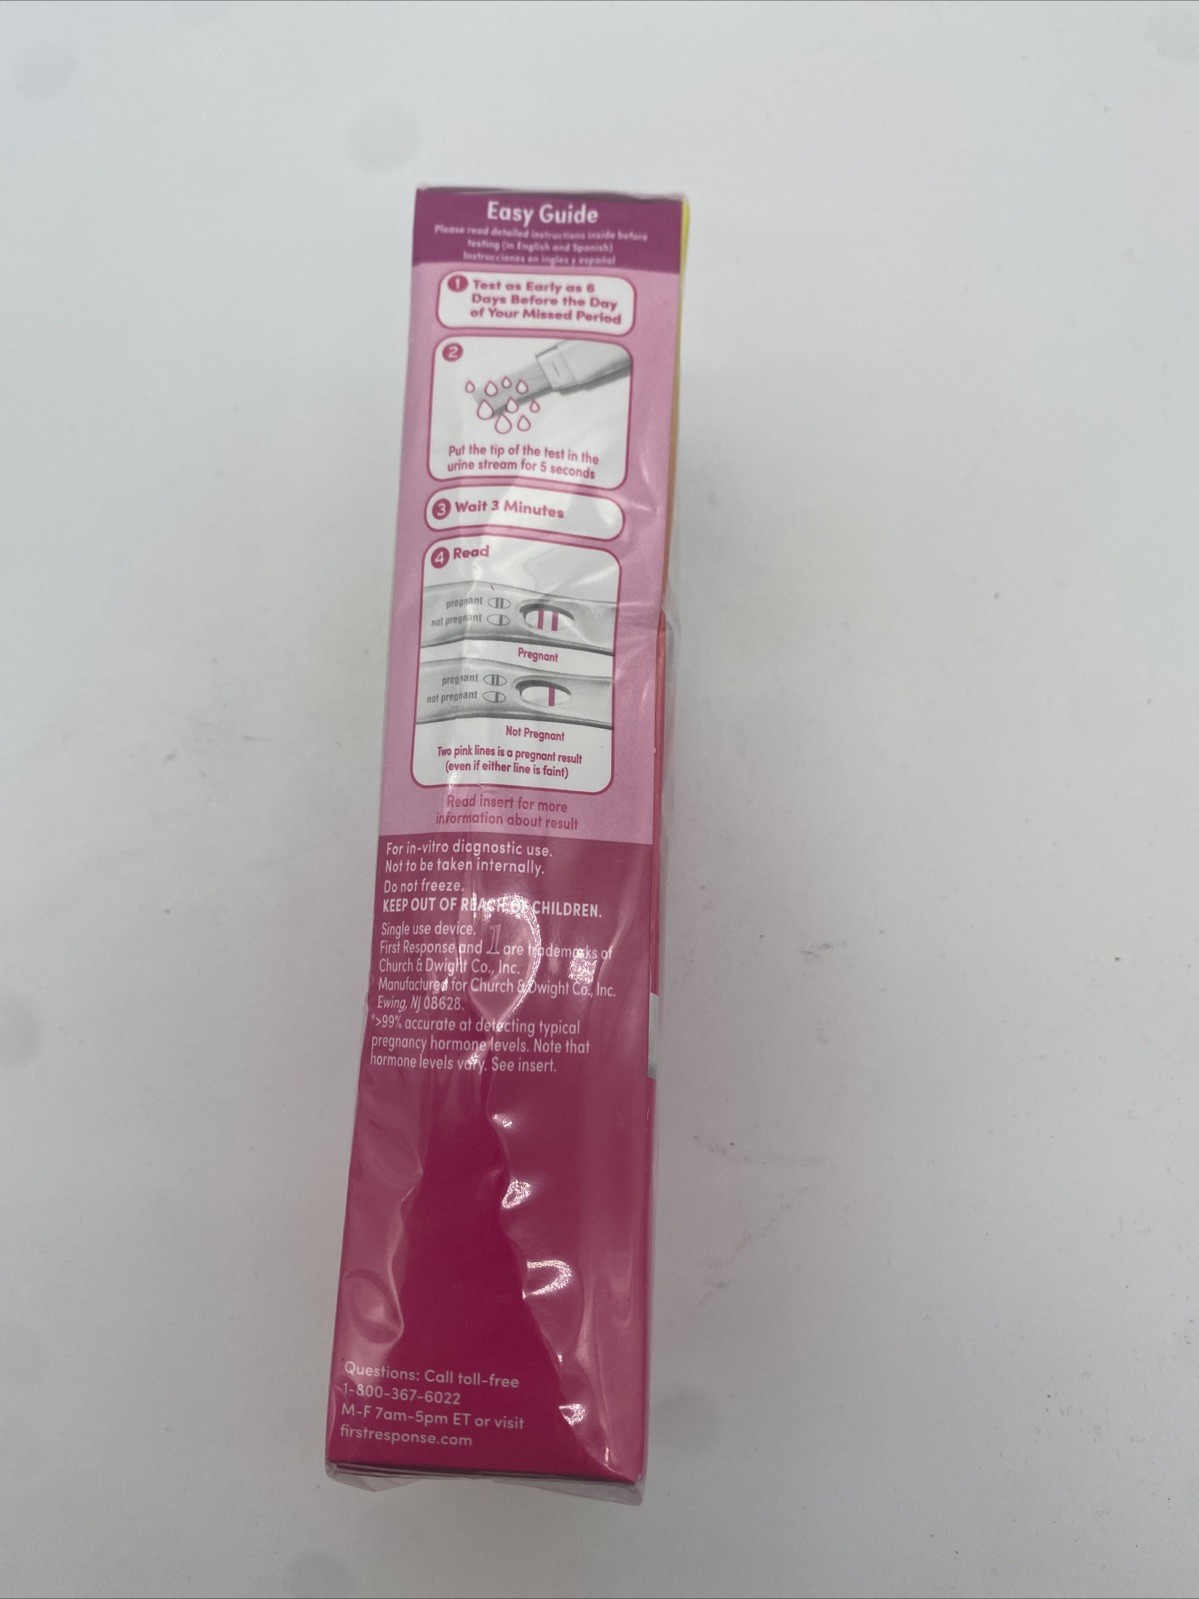 Easy Guide
Please read detailed instructions inside before
testing (in English and Spanish)
Instrucciones en ingles y español
1 Test as Early as 6
Days Before the Day
of Your Missed Period
2
Put the tip of the test in the
urine stream for 5 seconds
3 Wait 3 Minutes
4 Read
pregnant
not pregnant
Pregnant
pregnant
not pregnant
Not Pregnant
Two pink lines is a pregnant result
(even if either line is faint)
Read insert for more
information about result
For in-vitro diagnostic use.
Not to be taken internally.
Do not freeze.
KEEP OUT OF REACH OF CHILDREN.
Single use device.
First Response and 1 are trademarks of
Church & Dwight Co., Inc.
Manufactured for Church & Dwight Co., Inc.
Ewing, NJ 08628.
*>99% accurate at detecting typical
pregnancy hormone levels. Note that
hormone levels vary. See insert.
Questions: Call toll-free
1-800-367-6022
M-F 7am-5pm ET or visit
firstresponse.com